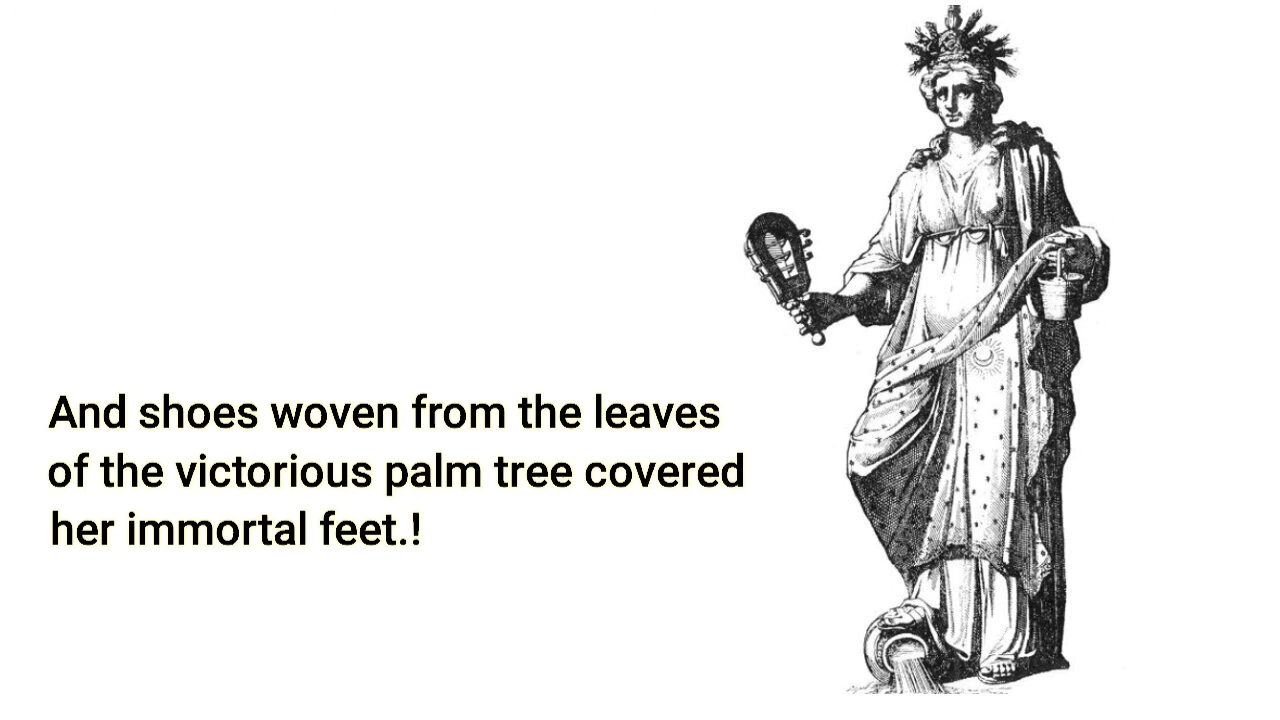 And shoes woven from the leaves
of the victorious palm tree covered
her immortal feet.!